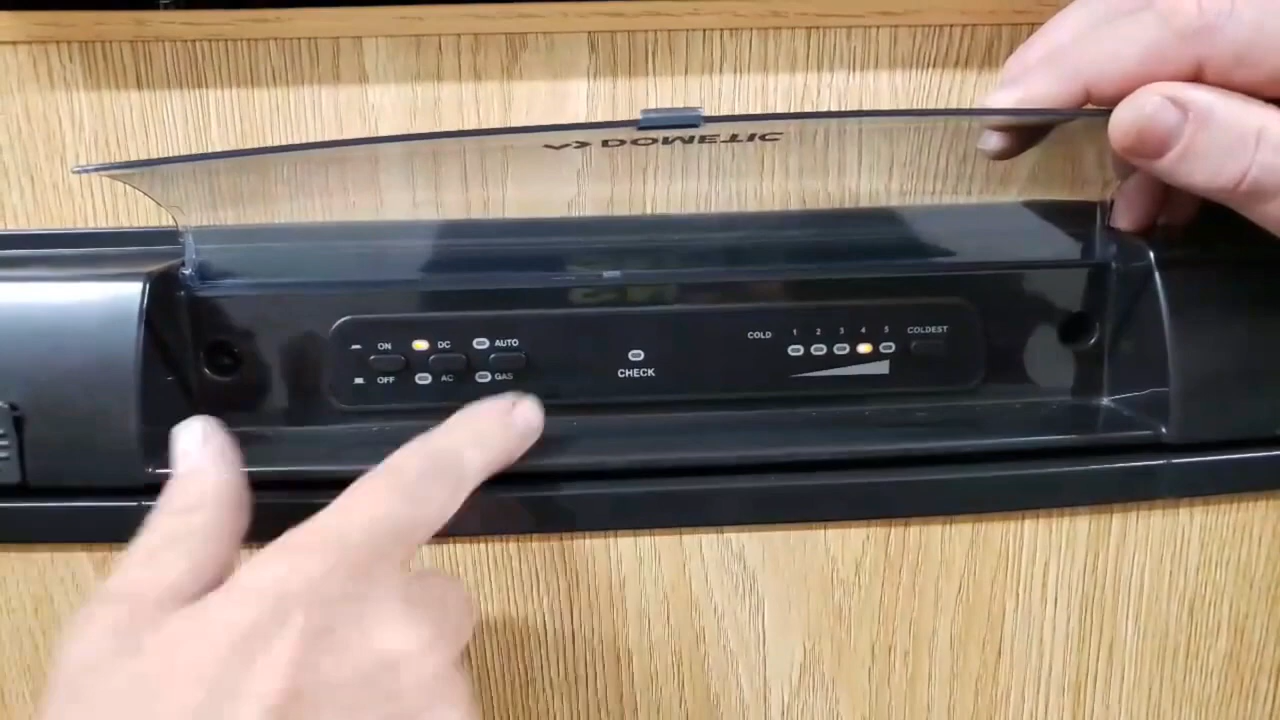 DOMETIC
ON DC AUTO
OFF AC GAS
CHECK
COLD 1 2 3 4 5 COLDEST